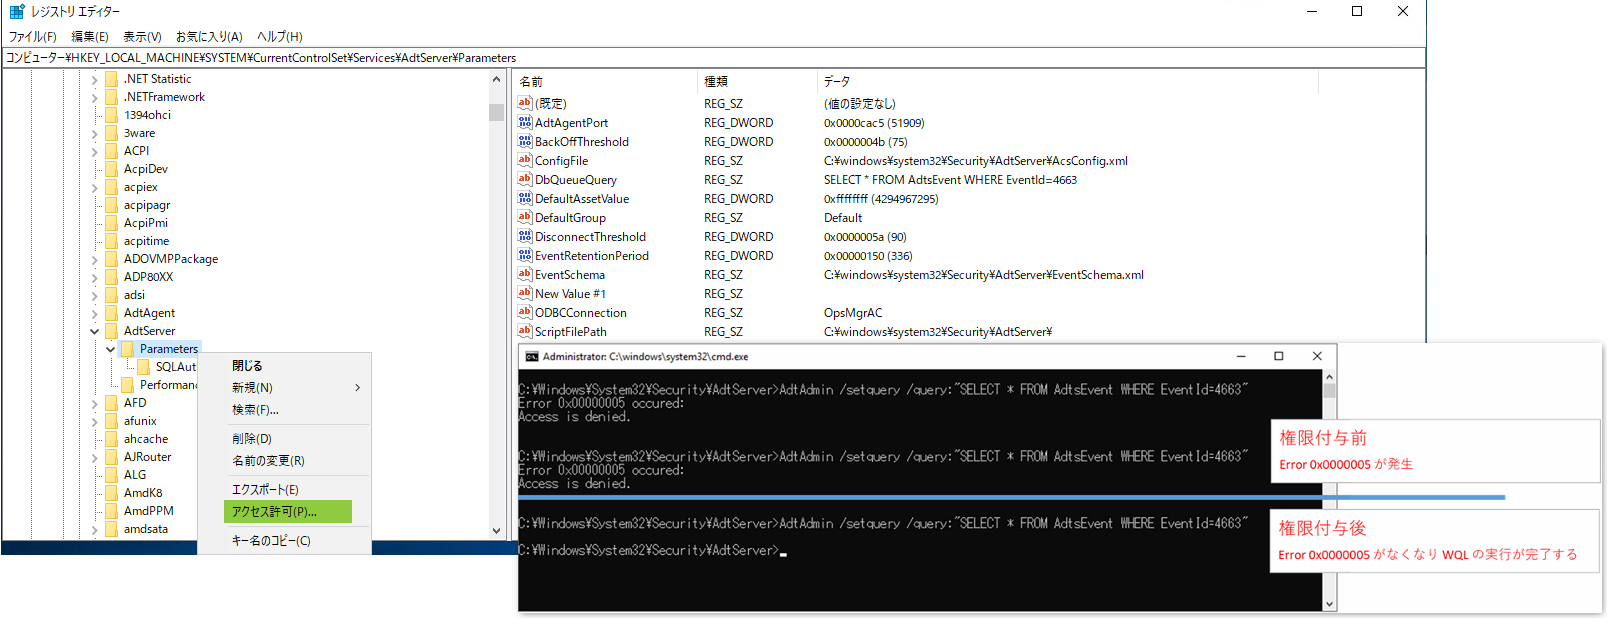 レジストリ エディター
ファイル(F) 編集(E) 表示(V) お気に入り(A) ヘルプ(H)
コンピューター¥HKEY_LOCAL_MACHINE¥SYSTEM¥CurrentControlSet¥Services¥AdtServer¥Parameters
.NET Statistic
.NETFramework
1394ohci
3ware
ACPI
AcpiDev
acpiex
acpipagr
AcpiPmi
acpitime
ADOVMPPackage
ADP80XX
adsi
AdtAgent
AdtServer
Parameters
SQLAut
Performan
AFD
afunix
ahcache
AJRouter
ALG
AmdK8
AmdPPM
amdsata
閉じる
新規(N)
検索(F)...
削除(D)
名前の変更(R)
エクスポート(E)
アクセス許可(P)...
キー名のコピー(C)
名前 種類 データ
(既定) REG_SZ (値の設定なし)
AdtAgentPort REG_DWORD 0x0000cac5 (51909)
BackOffThreshold REG_DWORD 0x0000004b (75)
ConfigFile REG_SZ C:¥windows¥system32¥Security¥AdtServer¥AcsConfig.xml
DbQueueQuery REG_SZ SELECT * FROM AdtsEvent WHERE EventId=4663
DefaultAssetValue REG_DWORD 0xffffffff (4294967295)
DefaultGroup REG_SZ Default
DisconnectThreshold REG_DWORD 0x0000005a (90)
EventRetentionPeriod REG_DWORD 0x00000150 (336)
EventSchema REG_SZ C:¥windows¥system32¥Security¥AdtServer¥EventSchema.xml
New Value #1 REG_SZ
ODBCConnection REG_SZ OpsMgrAC
ScriptFilePath REG_SZ C:¥windows¥system32¥Security¥AdtServer¥
Administrator: C:\windows\system32\cmd.exe
C:¥Windows¥System32¥Security¥AdtServer>AdtAdmin /setquery /query:"SELECT * FROM AdtsEvent WHERE EventId=4663"
Error 0x00000005 occured:
Access is denied.
C:¥Windows¥System32¥Security¥AdtServer>AdtAdmin /setquery /query:"SELECT * FROM AdtsEvent WHERE EventId=4663"
Error 0x00000005 occured:
Access is denied.
C:¥Windows¥System32¥Security¥AdtServer>AdtAdmin /setquery /query:"SELECT * FROM AdtsEvent WHERE EventId=4663"
C:¥Windows¥System32¥Security¥AdtServer>
権限付与前
Error 0x0000005 が発生
権限付与後
Error 0x0000005 がなくなり WQL の実行が完了する